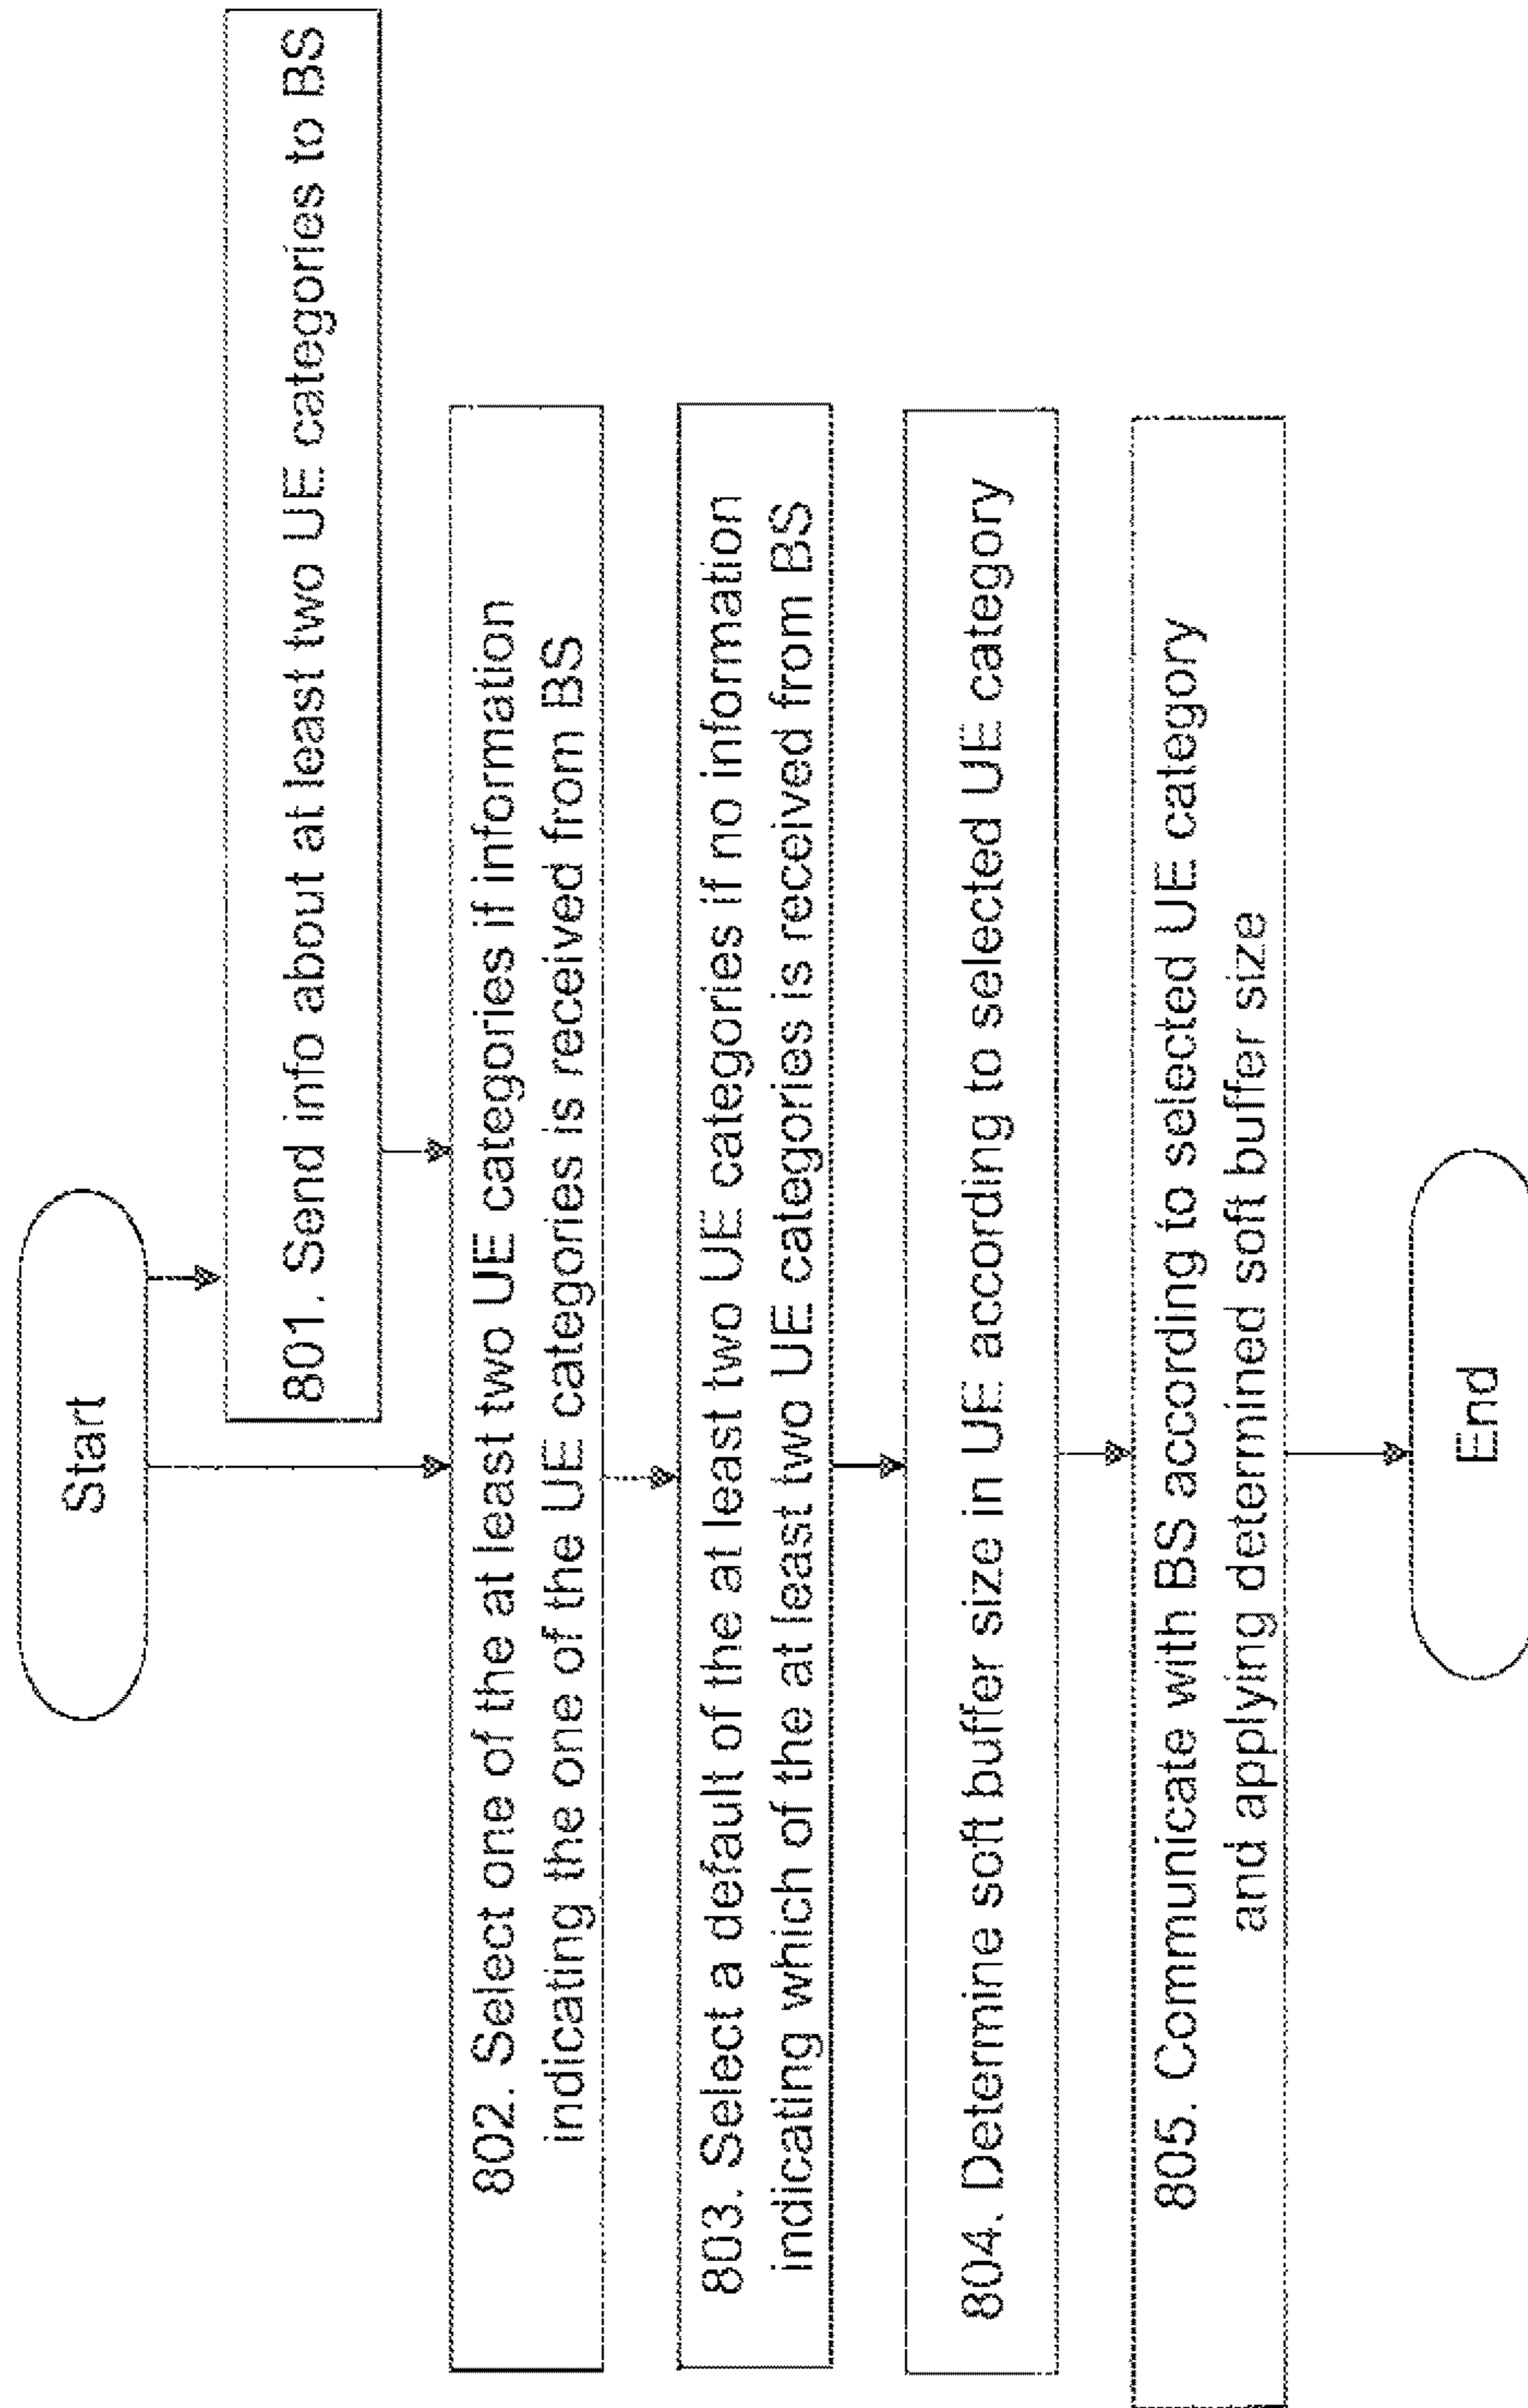 Start
801. Send info about at least two UE categories to BS
802. Select one of the at least two UE categories if information
indicating the one of the UE categories is received from BS
803. Select a default of the at least two UE categories if no information
indicating which of the at least two UE categories is received from BS
804. Determine soft buffer size in UE according to selected UE category
805. Communicate with BS according to selected UE category
and applying determined soft buffer size
End